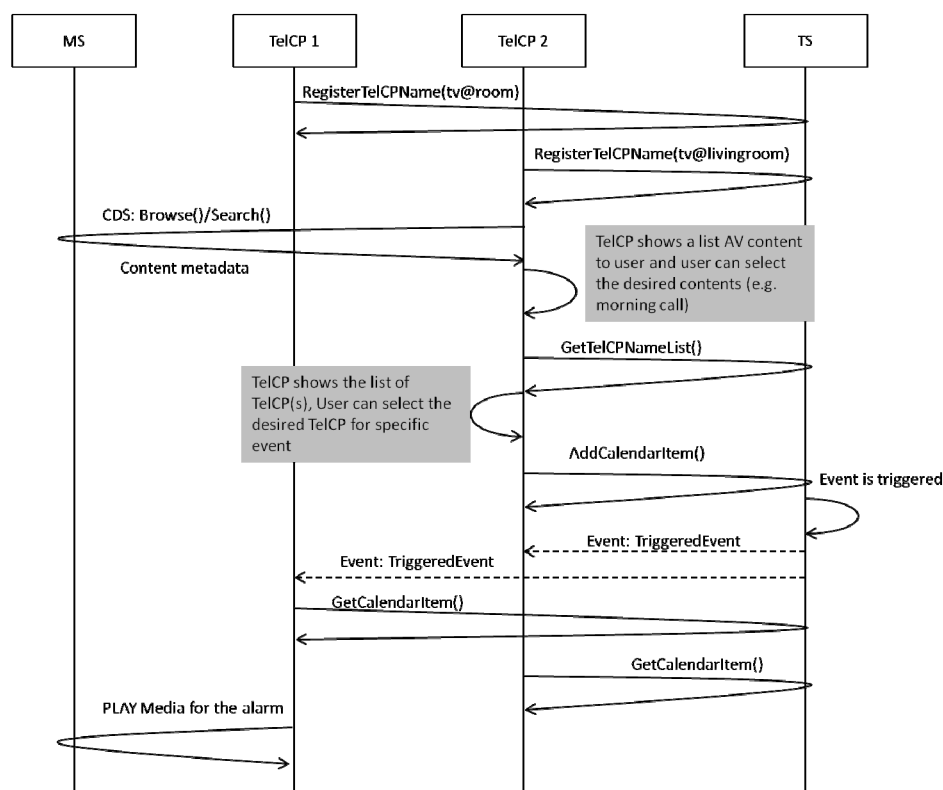 MS
TelCP 1
TelCP 2
TS
RegisterTelCPName(tv@room)
RegisterTelCPName(tv@livingroom)
CDS: Browse()/Search()
Content metadata
TelCP shows a list AV content
to user and user can select
the desired contents (e.g.
morning call)
GetTelCPNameList()
TelCP shows the list of
TelCP(s), User can select the
desired TelCP for specific
event
AddCalendarItem()
Event is triggered
Event: TriggeredEvent
Event: TriggeredEvent
GetCalendarItem()
GetCalendarItem()
PLAY Media for the alarm